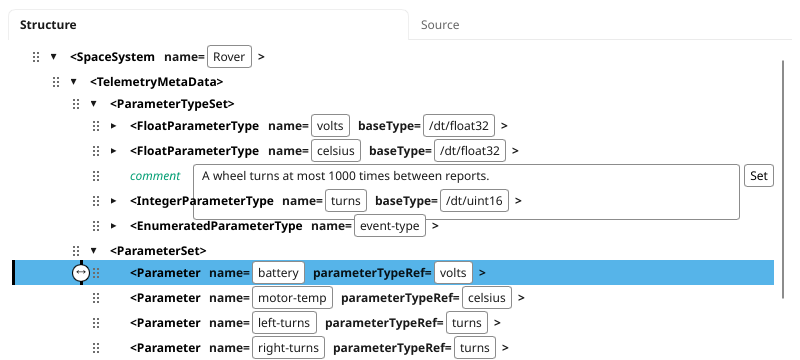 Structure Source
<SpaceSystem name= Rover >
<TelemetryMetaData>
<ParameterTypeSet>
<FloatParameterType name= volts baseType= /dt/float32 >
<FloatParameterType name= celsius baseType= /dt/float32 >
comment A wheel turns at most 1000 times between reports. Set
<IntegerParameterType name= turns baseType= /dt/uint16 >
<EnumeratedParameterType name= event-type >
<ParameterSet>
<Parameter name= battery parameterTypeRef= volts >
<Parameter name= motor-temp parameterTypeRef= celsius >
<Parameter name= left-turns parameterTypeRef= turns >
<Parameter name= right-turns parameterTypeRef= turns >